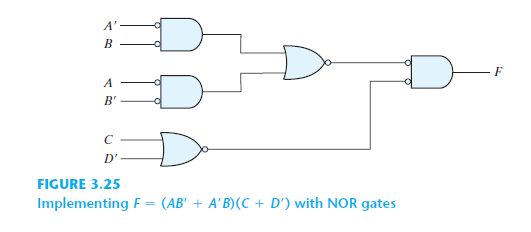 A'
B
A
B'
C
D'
F
FIGURE 3.25
Implementing F = (AB' + A'B)(C + D') with NOR gates